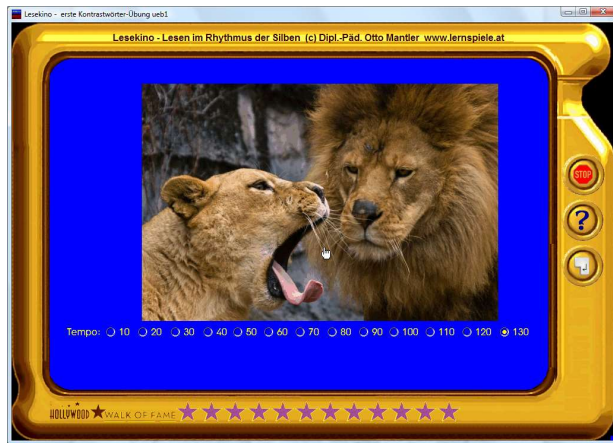 Lesekino - erste Kontrastwörter-Übung ueb1
Lesekino - Lesen im Rhythmus der Silben (c) Dipl.-Päd. Otto Mantler www.lernspiele.at
STOP
?
Tempo: 10 20 30 40 50 60 70 80 90 100 110 120 130
HOLLYWOOD WALK OF FAME